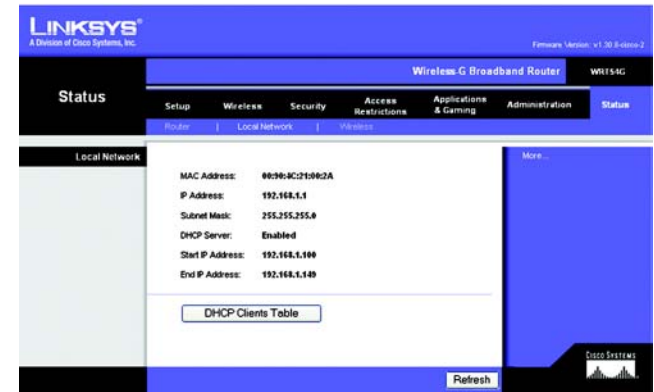 LINKSYS®
A Division of Cisco Systems, Inc.
Firmware Version: v1.30.8-cisco-2
Wireless-G Broadband Router WRT54G
Status
Setup Wireless Security Access Restrictions Applications & Gaming Administration Status
Router | Local Network | Wireless
Local Network
More...
MAC Address: 00:90:4C:21:00:2A
IP Address: 192.168.1.1
Subnet Mask: 255.255.255.0
DHCP Server: Enabled
Start IP Address: 192.168.1.100
End IP Address: 192.168.1.149
DHCP Clients Table
Refresh
CISCO SYSTEMS